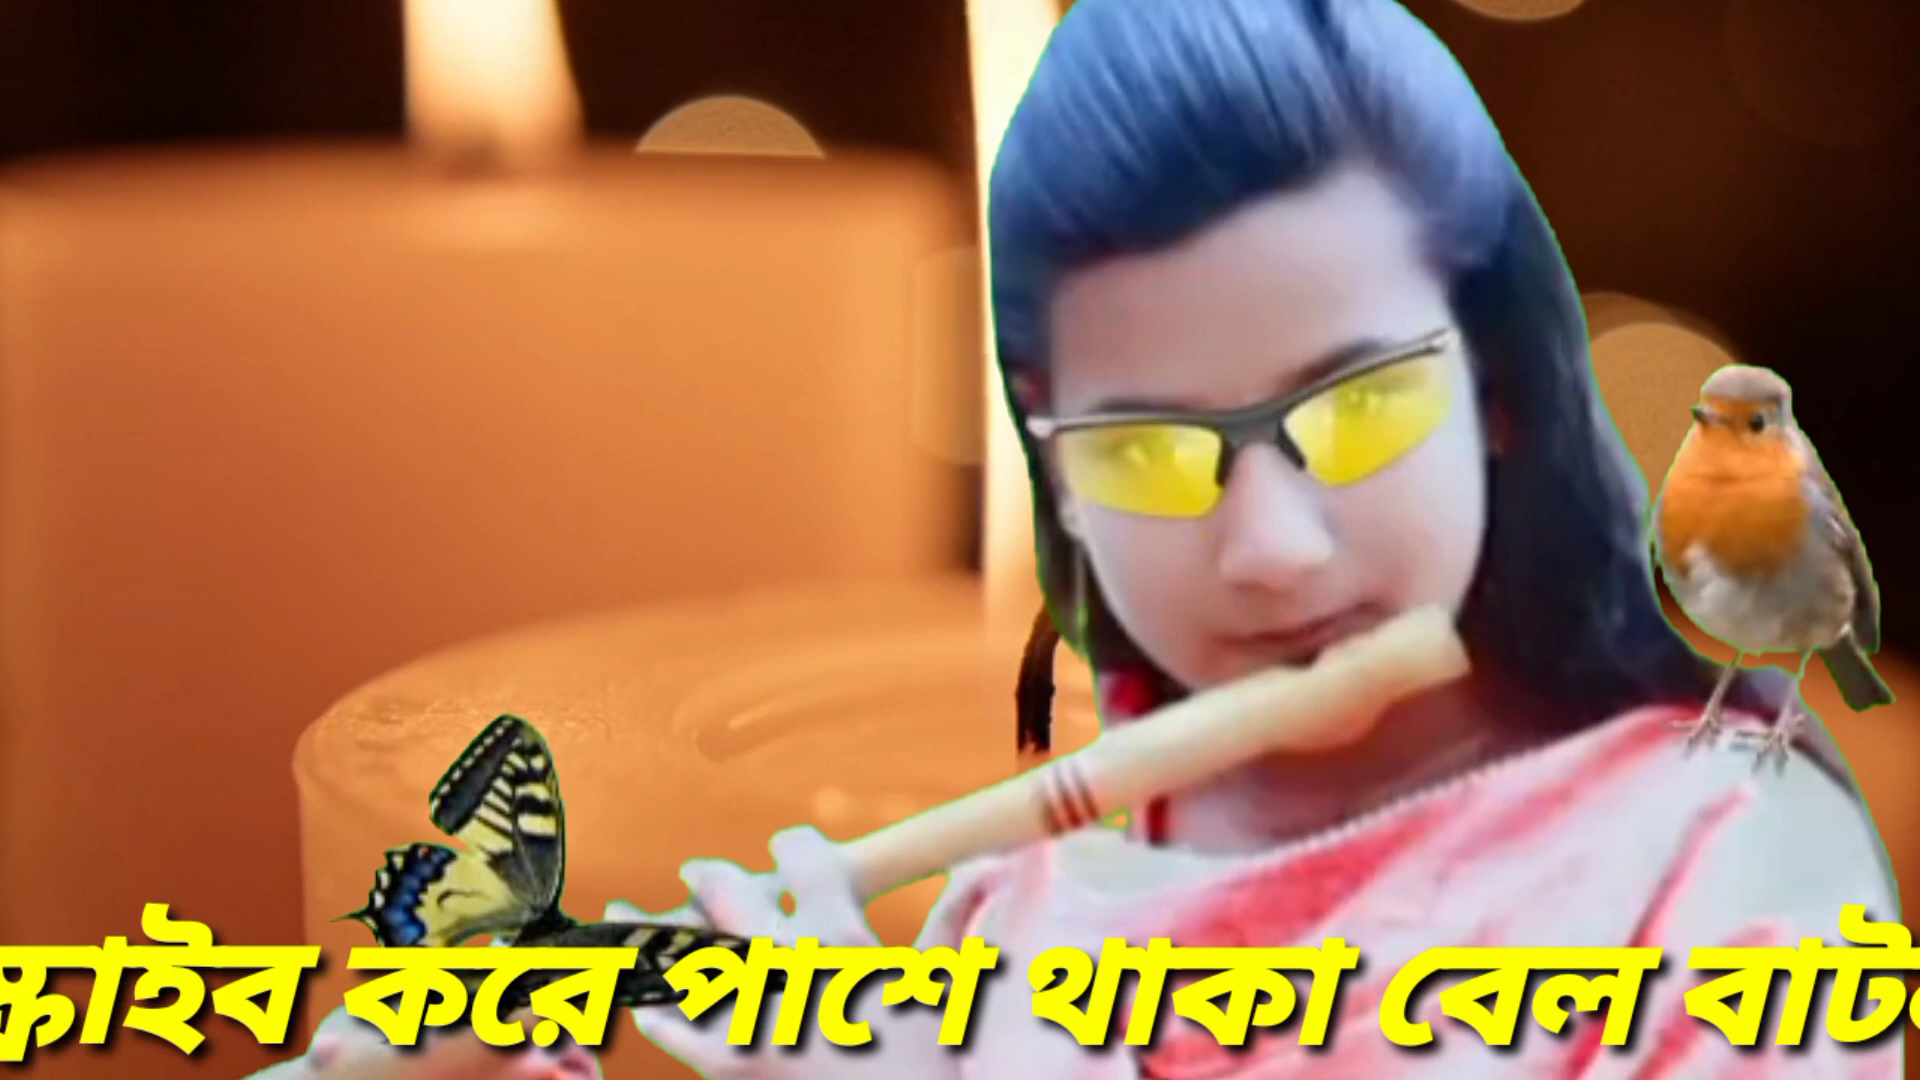 স্ক্রাইব করে পাশে থাকা বেল বাট